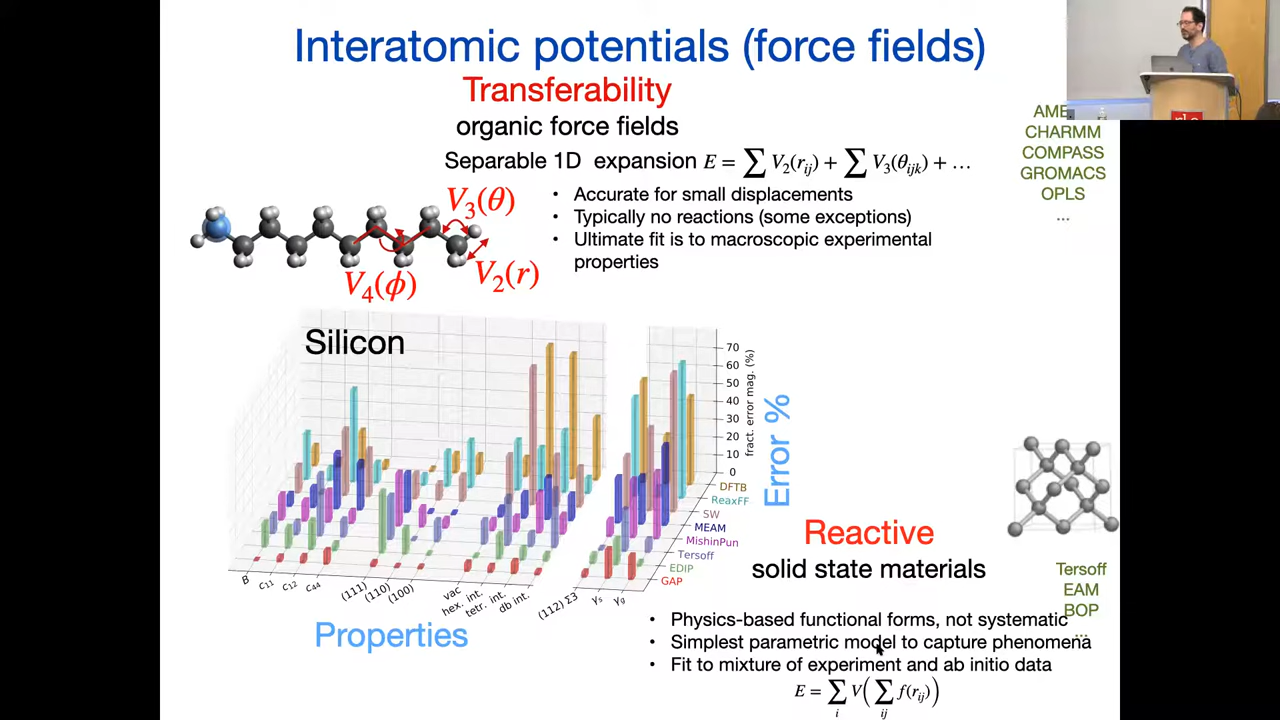 Interatomic potentials (force fields)
Transferability
organic force fields
Separable 1D expansion E = ∑ V₂(rᵢⱼ) + ∑ V₃(θᵢⱼₖ) + …
• Accurate for small displacements
• Typically no reactions (some exceptions)
• Ultimate fit is to macroscopic experimental
properties
CHARMM
COMPASS
GROMACS
OPLS
...
V₃(θ)
V₄(ϕ)
V₂(r)
Silicon
70
60
50
40
30
20
10
0
fract. error mag. (%)
Error %
DFTB
ReaxFF
SW
MEAM
MishinPun
Tersoff
EDIP
GAP
B
c₁₁
c₁₂
c₄₄
(111)
(110)
(100)
vac
hex. int.
tetr. int.
db int.
(112) Σ3
γₛ
γg
Properties
Reactive
solid state materials
Tersoff
EAM
BOP
...
• Physics-based functional forms, not systematic
• Simplest parametric model to capture phenomena
• Fit to mixture of experiment and ab initio data
E = ∑ᵢ V(∑ᵢⱼ f(rᵢⱼ))